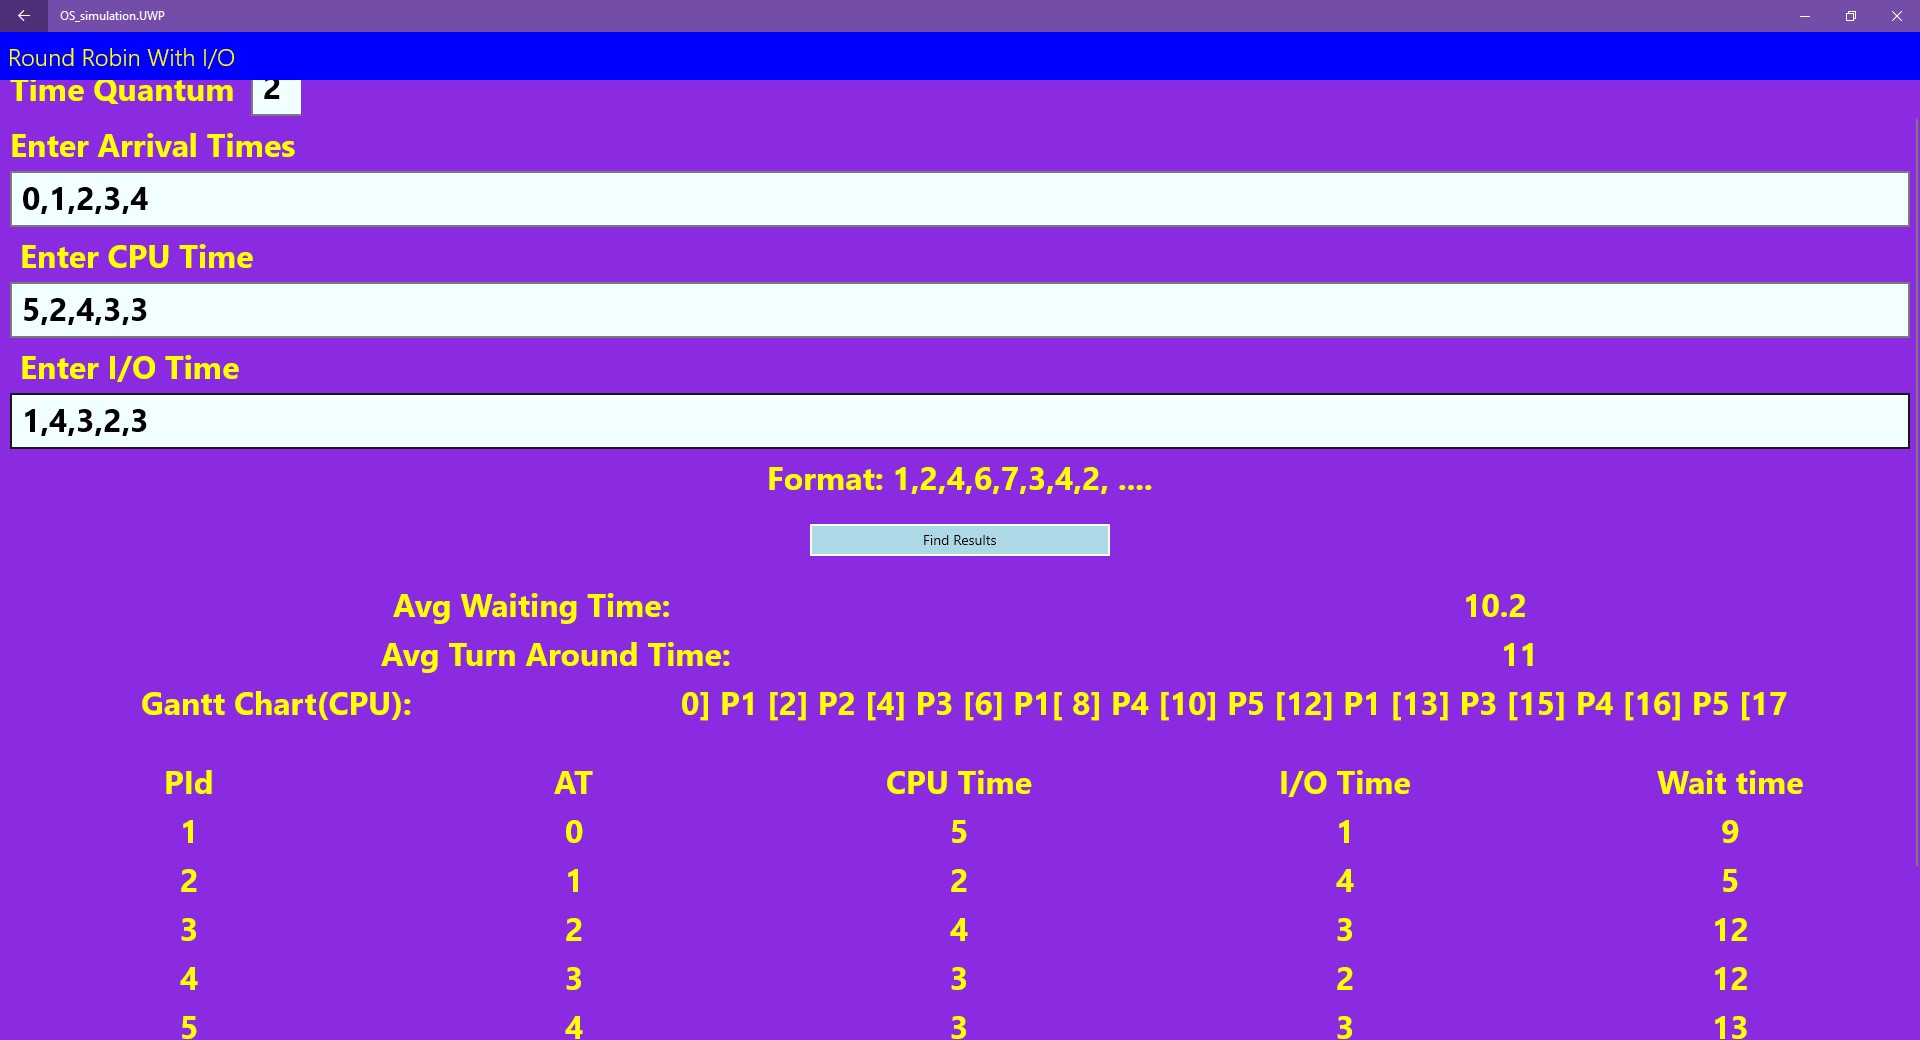 OS_simulation.UWP
Round Robin With I/O
Time Quantum 2
Enter Arrival Times
0,1,2,3,4
Enter CPU Time
5,2,4,3,3
Enter I/O Time
1,4,3,2,3
Format: 1,2,4,6,7,3,4,2, ....
Find Results
Avg Waiting Time: 10.2
Avg Turn Around Time: 11
Gantt Chart(CPU): 0] P1 [2] P2 [4] P3 [6] P1[ 8] P4 [10] P5 [12] P1 [13] P3 [15] P4 [16] P5 [17
PId AT CPU Time I/O Time Wait time
1 0 5 1 9
2 1 2 4 5
3 2 4 3 12
4 3 3 2 12
5 4 3 3 13